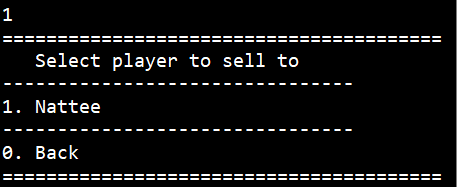 1
========================================
   Select player to sell to
--------------------------------
1. Nattee
--------------------------------
0. Back
========================================